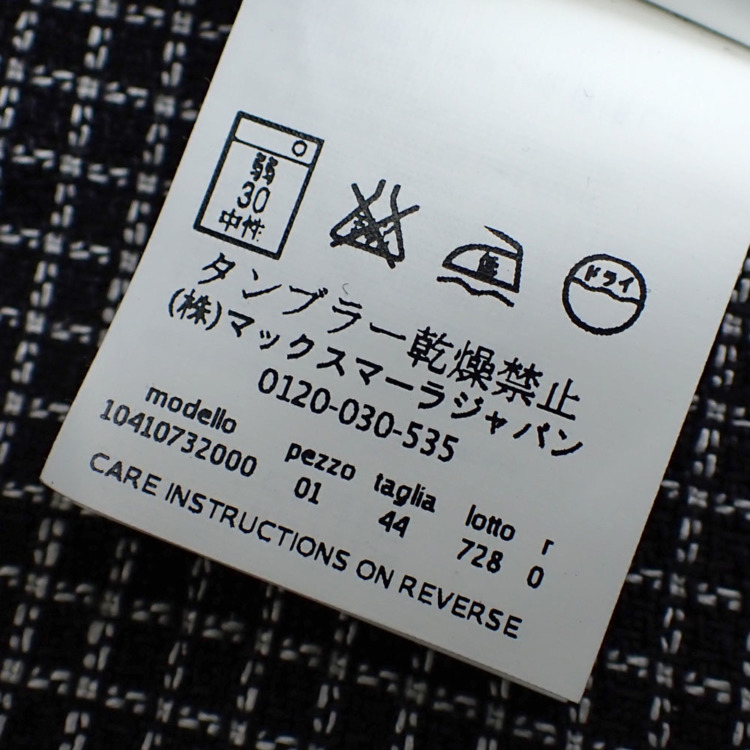 弱
30
中性
低
ドライ
タンブラー乾燥禁止
(株)マックスマーラジャパン
0120-030-535
modello pezzo taglia lotto r
10410732000 01 44 728 0
CARE INSTRUCTIONS ON REVERSE